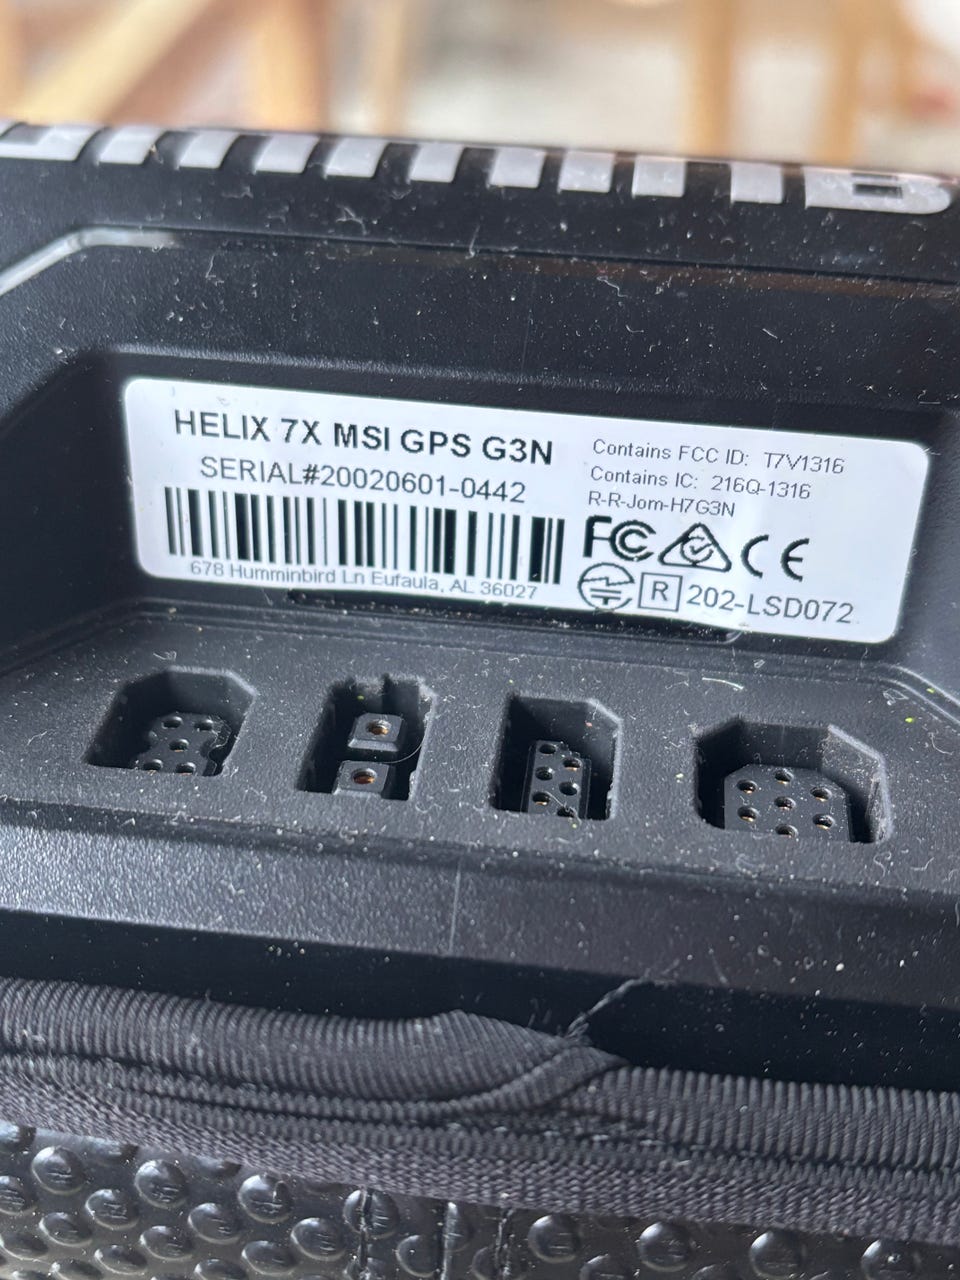 HELIX 7X MSI GPS G3N
SERIAL#20020601-0442
678 Humminbird Ln Eufaula, AL 36027
Contains FCC ID: T7V1316
Contains IC: 216Q-1316
R-R-Jom-H7G3N
FC CE
R 202-LSD072